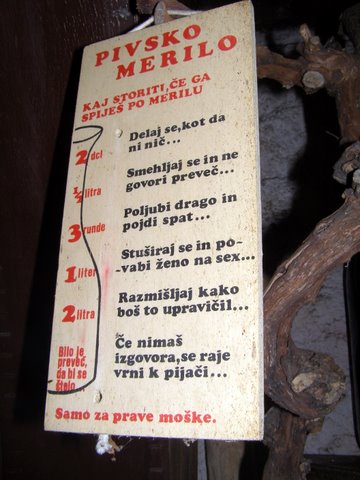 PIVSKO
MERILO
KAJ STORITI,ČE GA
SPIJEŠ PO MERILU
2 dcl
Delaj se,kot da
ni nič...
½ litra
Smehljaj se in ne
govori preveč...
3 runde
Poljubi drago in
pojdi spat...
1 liter
Stuširaj se in po-
-vabi ženo na sex...
2 litra
Razmišljaj kako
boš to upravičil...
Bilo je
preveč,
da bi se
štelo...
Če nimaš
izgovora,se raje
vrni k pijači...
Samo za prave moške.